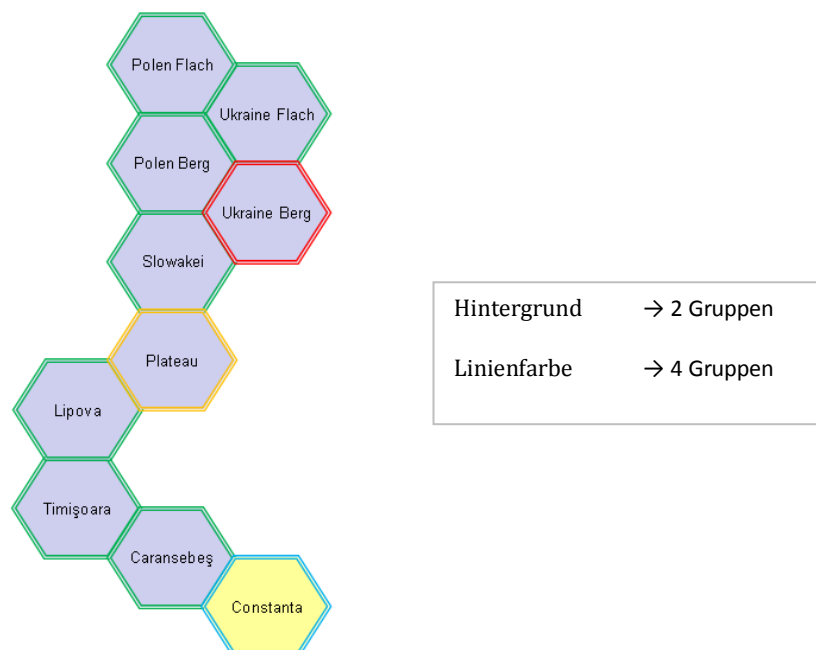 Polen Flach
Ukraine Flach
Polen Berg
Ukraine Berg
Slowakei
Plateau
Lipova
Timişoara
Caransebeş
Constanta
Hintergrund → 2 Gruppen
Linienfarbe → 4 Gruppen